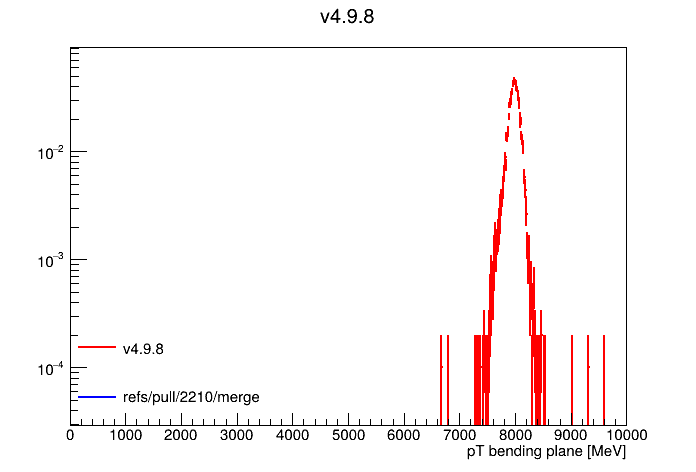 v4.9.8
10⁻²
10⁻³
10⁻⁴
v4.9.8
refs/pull/2210/merge
0 1000 2000 3000 4000 5000 6000 7000 8000 9000 10000
pT bending plane [MeV]